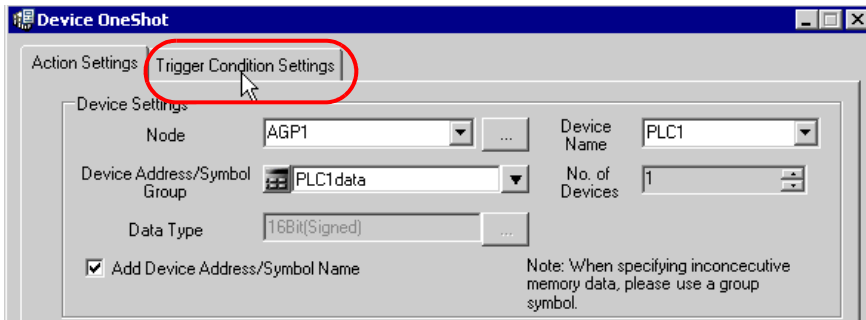 Device OneShot
Action Settings
Trigger Condition Settings
Device Settings
Node
AGP1
...
Device
Name
PLC1
Device Address/Symbol
Group
PLC1data
No. of
Devices
1
Data Type
16Bit(Signed)
...
Add Device Address/Symbol Name
Note: When specifying inconcecutive
memory data, please use a group
symbol.